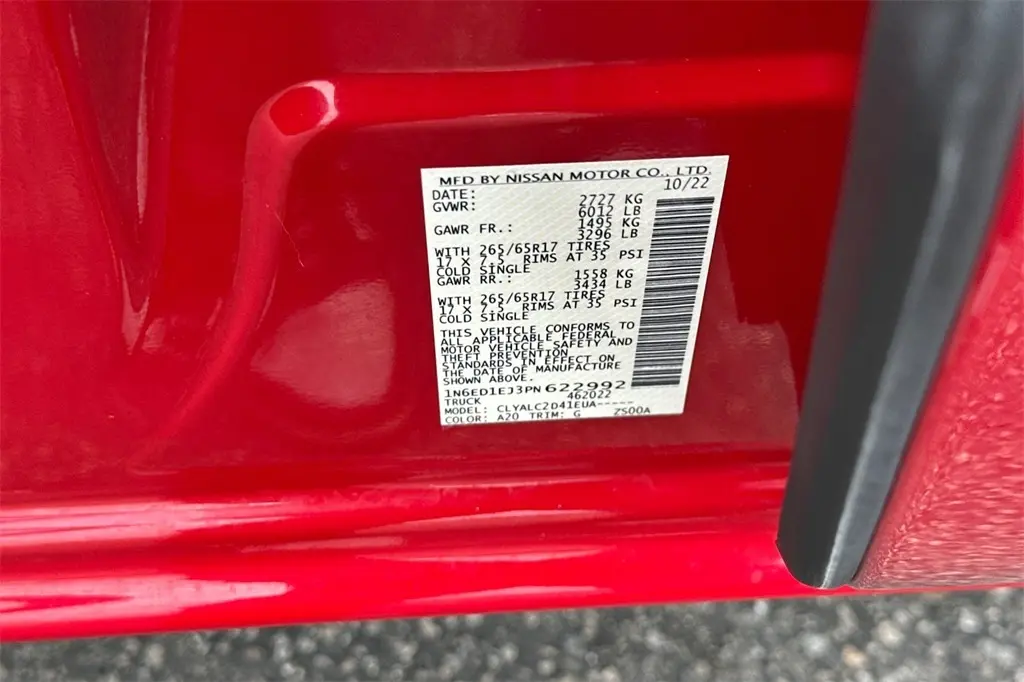 MFD BY NISSAN MOTOR CO., LTD.
DATE: 10/22
GVWR: 2727 KG
6012 LB
GAWR FR.: 1495 KG
3296 LB
WITH 265/65R17 TIRES
17 X 7.5 RIMS AT 35 PSI
COLD SINGLE
GAWR RR.: 1558 KG
3434 LB
WITH 265/65R17 TIRES
17 X 7.5 RIMS AT 35 PSI
COLD SINGLE
THIS VEHICLE CONFORMS TO
ALL APPLICABLE FEDERAL
MOTOR VEHICLE SAFETY AND
THEFT PREVENTION
STANDARDS IN EFFECT ON
THE DATE OF MANUFACTURE
SHOWN ABOVE.
1N6ED1EJ3PN622992
TRUCK 462022
MODEL: CLYALC2D41EUA-----
COLOR: A20 TRIM: G ZS00A